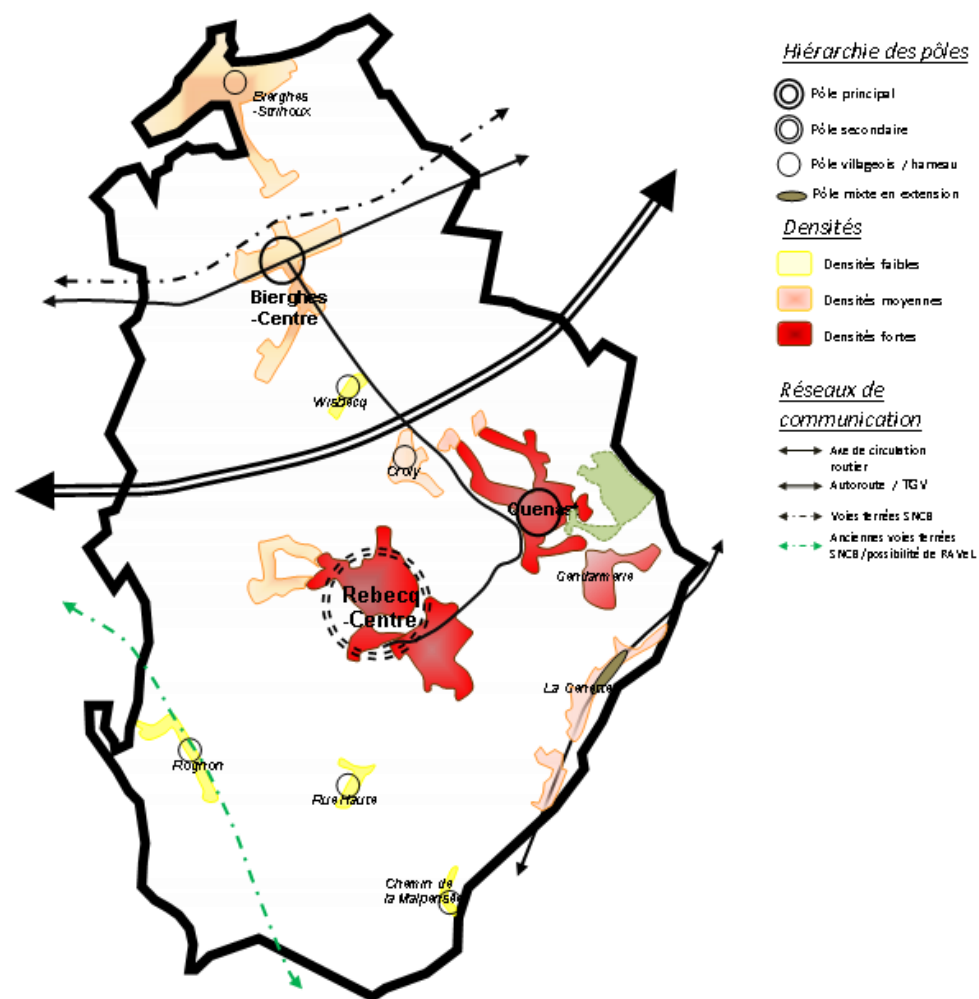 Hiérarchie des pôles
Pôle principal
Pôle secondaire
Pôle villageois / hameau
Pôle mixte en extension
Densités
Densités faibles
Densités moyennes
Densités fortes
Réseaux de
communication
Axe de circulation
routier
Autoroute / TGV
Voies ferrées SNCB
Anciennes voies ferrées
SNCB/possibilité de RAVeL
Bierghes
-Strihoux
Bierghes
-Centre
Wisbecq
Croly
Quenast
Gendarmerie
Rebecq
-Centre
La Genette
Rognon
Rue Haute
Chemin de
la Malpensée